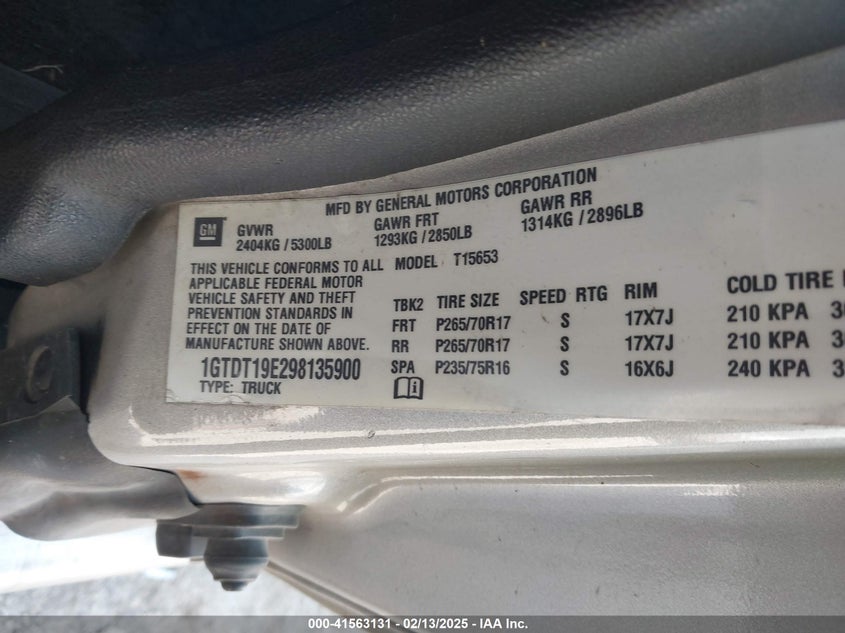 MFD BY GENERAL MOTORS CORPORATION
GM
GVWR GAWR FRT GAWR RR
2404KG / 5300LB 1293KG / 2850LB 1314KG / 2896LB
THIS VEHICLE CONFORMS TO ALL
APPLICABLE FEDERAL MOTOR
VEHICLE SAFETY AND THEFT
PREVENTION STANDARDS IN
EFFECT ON THE DATE OF
MANUFACTURE SHOWN ABOVE.
1GTDT19E298135900
TYPE: TRUCK
MODEL T15653
TBK2 TIRE SIZE SPEED RTG RIM COLD TIRE
FRT P265/70R17 S 17X7J 210 KPA
RR P265/70R17 S 17X7J 210 KPA
SPA P235/75R16 S 16X6J 240 KPA
000-41563131 - 02/13/2025 - IAA Inc.